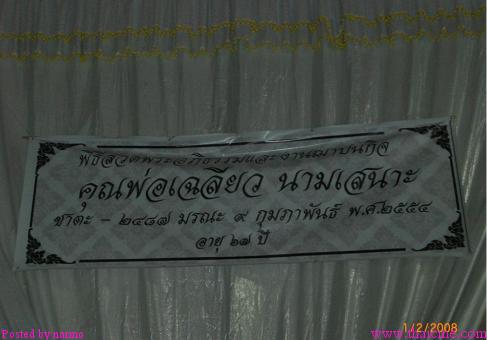 พิธีสวดพระอภิธรรมและงานฌาปนกิจ
คุณพ่อเฉลียว นามเสนาะ
ชาตะ - ๒๔๘๗ มรณะ ๙ กุมภาพันธ์ พ.ศ.๒๕๕๔
อายุ ๖๗ ปี
1/2/2008
Posted by nanno